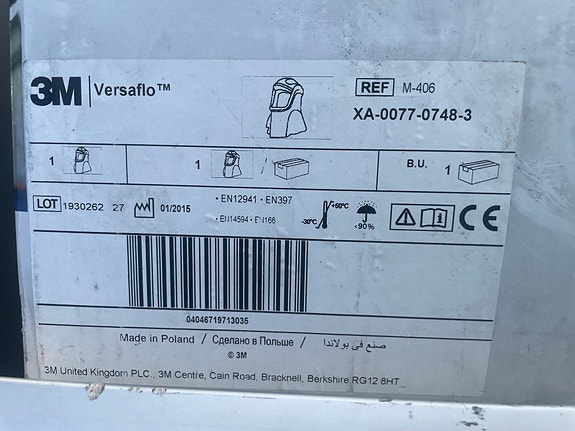 3M Versaflo™
REF M-406
XA-0077-0748-3
1 1 / B.U. 1
LOT 1930262 27 01/2015
• EN12941 • EN397
• EN14594 • EN166
-30°C +50°C
<90%
CE
04046719713035
Made in Poland / Сделано в Польше / صنع في بولاندا
© 3M
3M United Kingdom PLC., 3M Centre, Cain Road, Bracknell, Berkshire RG12 8HT